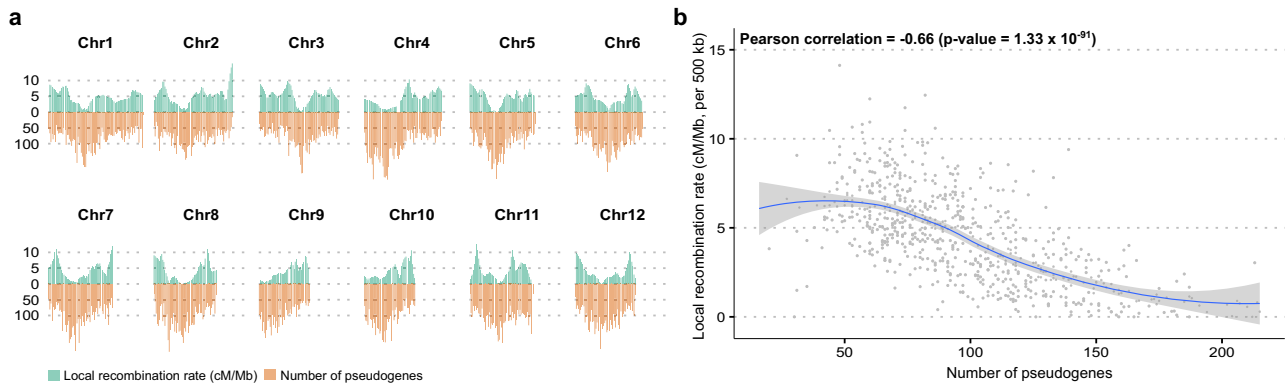 a
Chr1 Chr2 Chr3 Chr4 Chr5 Chr6
10
5
0
50
100
Chr7 Chr8 Chr9 Chr10 Chr11 Chr12
10
5
0
50
100
Local recombination rate (cM/Mb) Number of pseudogenes
b
Pearson correlation = -0.66 (p-value = 1.33 x 10⁻⁹¹)
Local recombination rate (cM/Mb, per 500 kb)
15
10
5
0
50 100 150 200
Number of pseudogenes